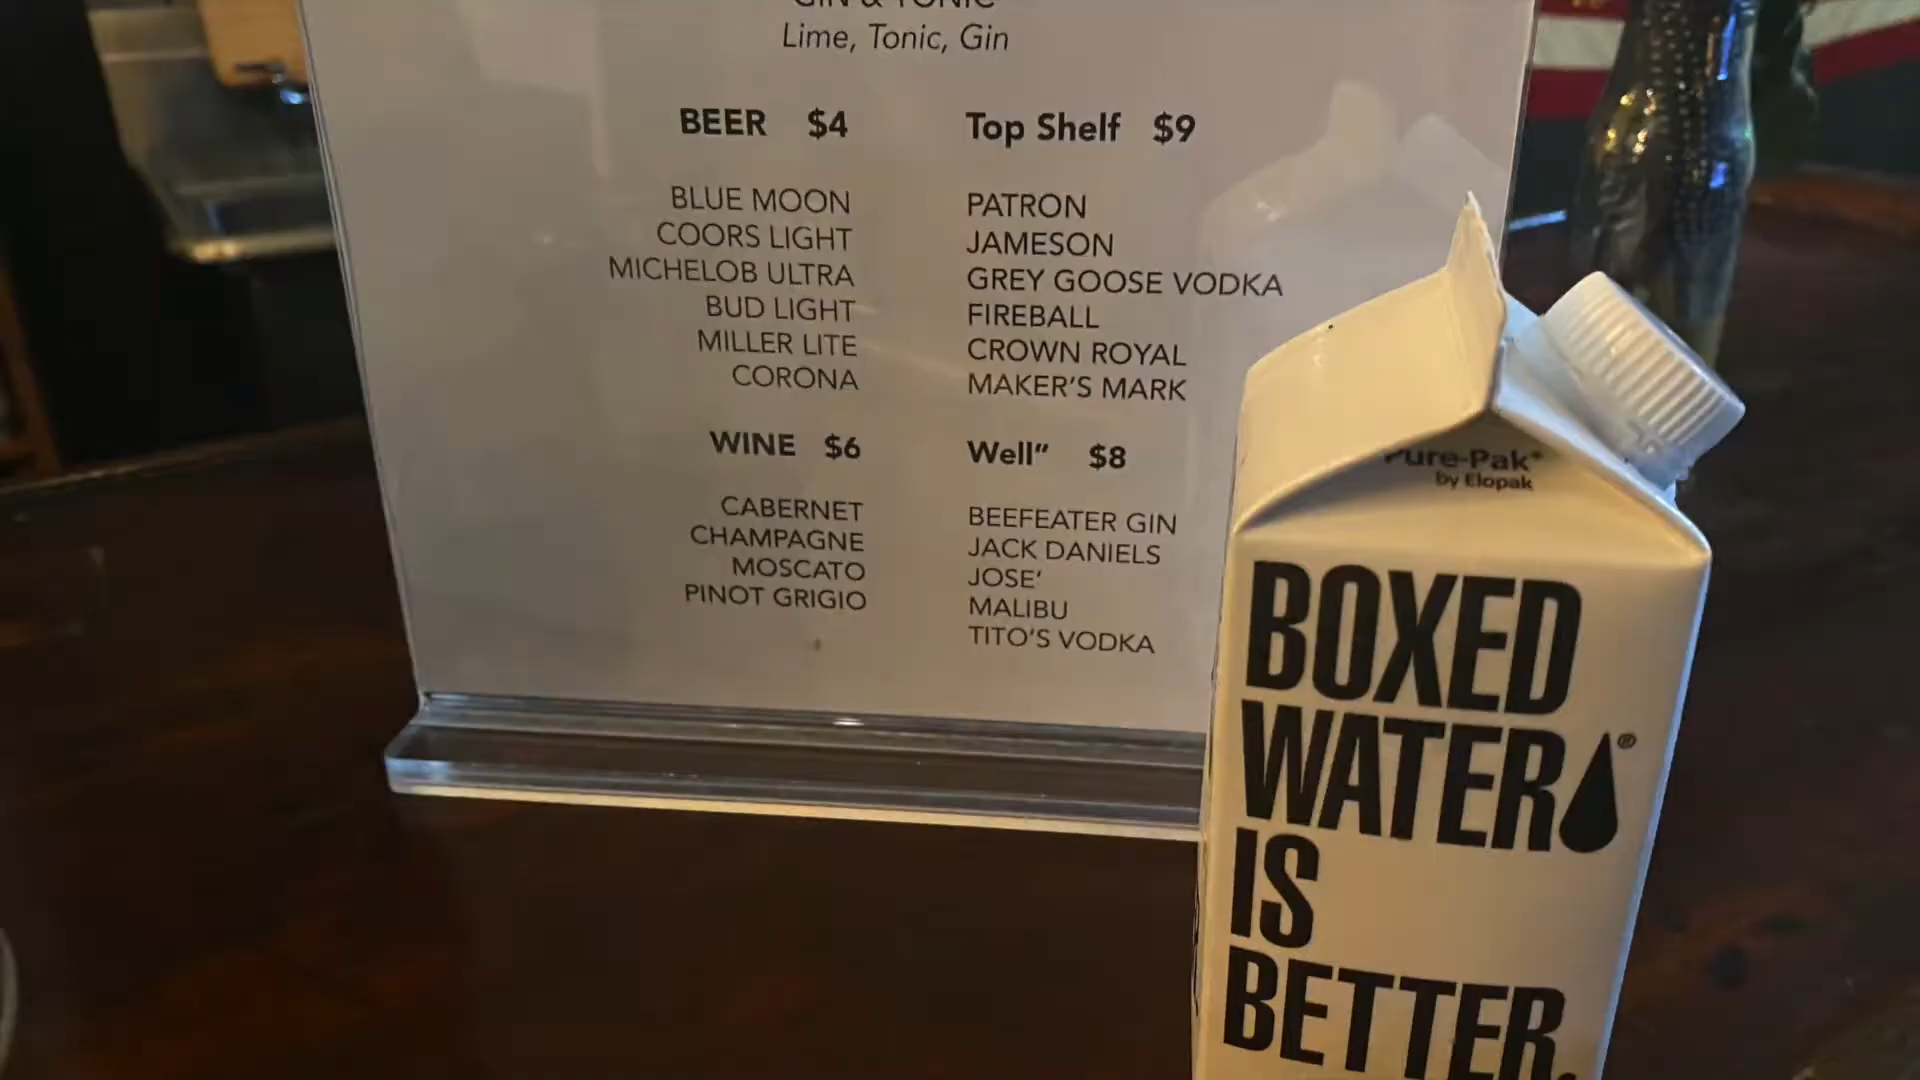 GIN & TONIC
Lime, Tonic, Gin
BEER $4
BLUE MOON
COORS LIGHT
MICHELOB ULTRA
BUD LIGHT
MILLER LITE
CORONA
WINE $6
CABERNET
CHAMPAGNE
MOSCATO
PINOT GRIGIO
Top Shelf $9
PATRON
JAMESON
GREY GOOSE VODKA
FIREBALL
CROWN ROYAL
MAKER'S MARK
Well" $8
BEEFEATER GIN
JACK DANIELS
JOSE'
MALIBU
TITO'S VODKA
Pure-Pak®
by Elopak
BOXED
WATER®
IS
BETTER.